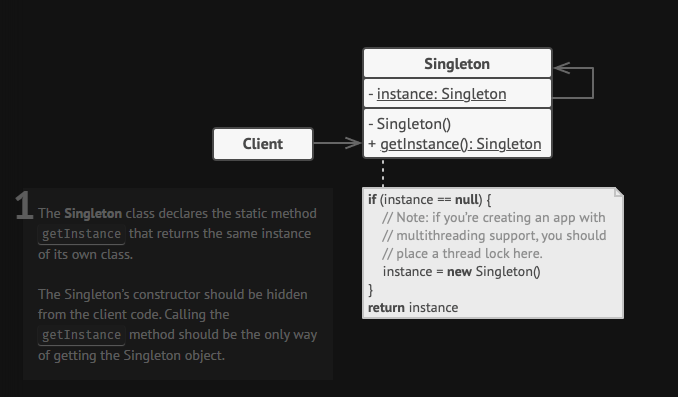 Singleton
- instance: Singleton
- Singleton()
+ getInstance(): Singleton
Client
1
The Singleton class declares the static method
getInstance that returns the same instance
of its own class.
The Singleton's constructor should be hidden
from the client code. Calling the
getInstance method should be the only way
of getting the Singleton object.
if (instance == null) {
// Note: if you're creating an app with
// multithreading support, you should
// place a thread lock here.
instance = new Singleton()
}
return instance